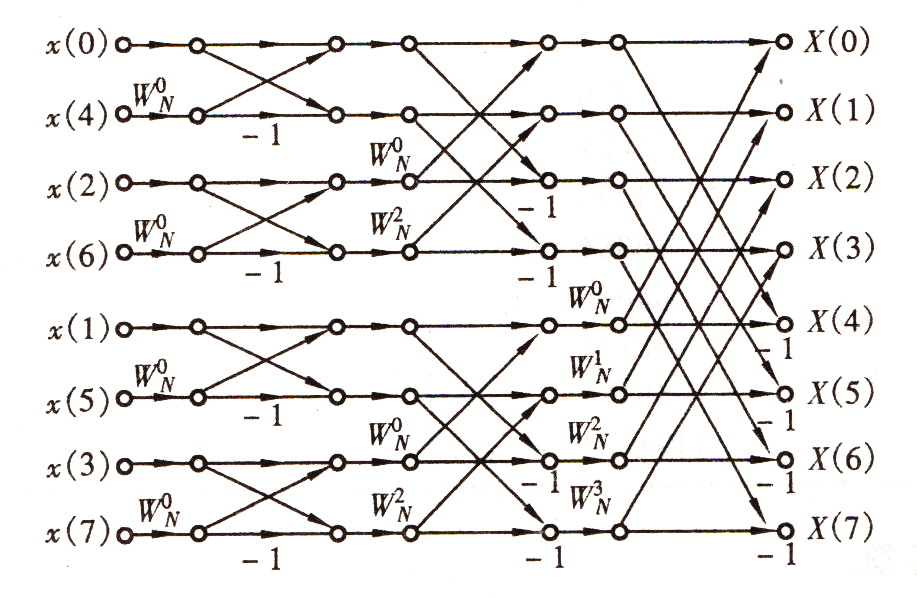 x(0) X(0)
W_N^0
x(4) -1 X(1)
W_N^0
x(2) -1 X(2)
W_N^0 W_N^2
x(6) -1 -1 X(3)
W_N^0
x(1) -1 X(4)
W_N^0 W_N^1
x(5) -1 -1 X(5)
W_N^0 W_N^2
x(3) -1 -1 X(6)
W_N^0 W_N^2 W_N^3
x(7) -1 -1 -1 X(7)